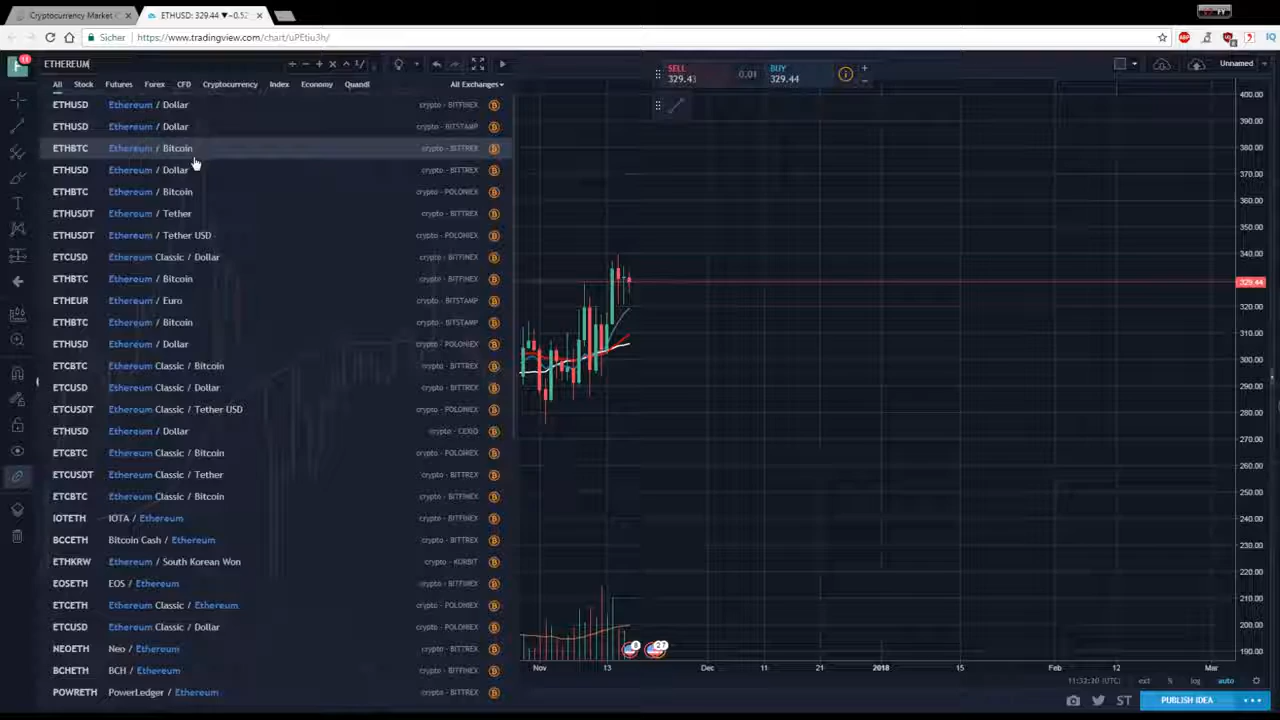 Cryptocurrency Market C
ETHUSD: 329.44 ▼−0.52
Sicher https://www.tradingview.com/chart/uPEtiu3h/
ETHEREUM
All Stock Futures Forex CFD Cryptocurrency Index Economy Quandl All Exchanges
ETHUSD Ethereum / Dollar crypto - BITFINEX
ETHUSD Ethereum / Dollar crypto - BITSTAMP
ETHBTC Ethereum / Bitcoin crypto - BITTREX
ETHUSD Ethereum / Dollar crypto - BITTREX
ETHBTC Ethereum / Bitcoin crypto - POLONIEX
ETHUSDT Ethereum / Tether crypto - BITTREX
ETHUSDT Ethereum / Tether USD crypto - POLONIEX
ETCUSD Ethereum Classic / Dollar crypto - BITFINEX
ETHBTC Ethereum / Bitcoin crypto - BITFINEX
ETHEUR Ethereum / Euro crypto - BITSTAMP
ETHBTC Ethereum / Bitcoin crypto - BITSTAMP
ETHUSD Ethereum / Dollar crypto - POLONIEX
ETCBTC Ethereum Classic / Bitcoin crypto - BITTREX
ETCUSD Ethereum Classic / Dollar crypto - BITTREX
ETCUSDT Ethereum Classic / Tether USD crypto - POLONIEX
ETHUSD Ethereum / Dollar crypto - CEXIO
ETCBTC Ethereum Classic / Bitcoin crypto - POLONIEX
ETCUSDT Ethereum Classic / Tether crypto - BITTREX
ETCBTC Ethereum Classic / Bitcoin crypto - BITFINEX
IOTETH IOTA / Ethereum crypto - BITFINEX
BCCETH Bitcoin Cash / Ethereum crypto - BITTREX
ETHKRW Ethereum / South Korean Won crypto - KORBIT
EOSETH EOS / Ethereum crypto - BITFINEX
ETCETH Ethereum Classic / Ethereum crypto - POLONIEX
ETCUSD Ethereum Classic / Dollar crypto - POLONIEX
NEOETH Neo / Ethereum crypto - BITTREX
BCHETH BCH / Ethereum crypto - BITFINEX
POWRETH PowerLedger / Ethereum crypto - BITTREX
SELL
329.43
0.01
BUY
329.44
Unnamed
400.00
390.00
380.00
370.00
360.00
350.00
340.00
329.44
320.00
310.00
300.00
290.00
280.00
270.00
260.00
250.00
240.00
230.00
220.00
210.00
200.00
190.00
8 27
Nov 13 Dec 11 21 2018 15 Feb 12 Mar
11:33:30 (UTC) ext % log auto
ST PUBLISH IDEA